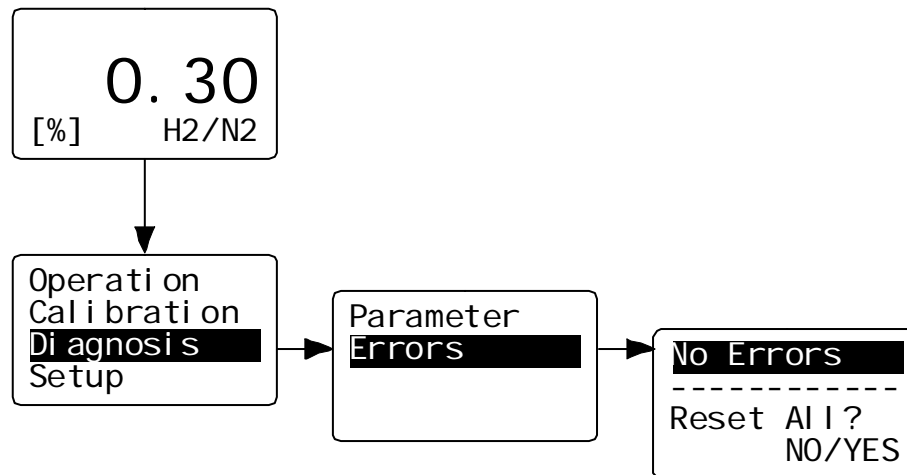 0.30
[%] H2/N2
Operation
Calibration
Diagnosis
Setup
Parameter
Errors
No Errors
------------
Reset All?
NO/YES